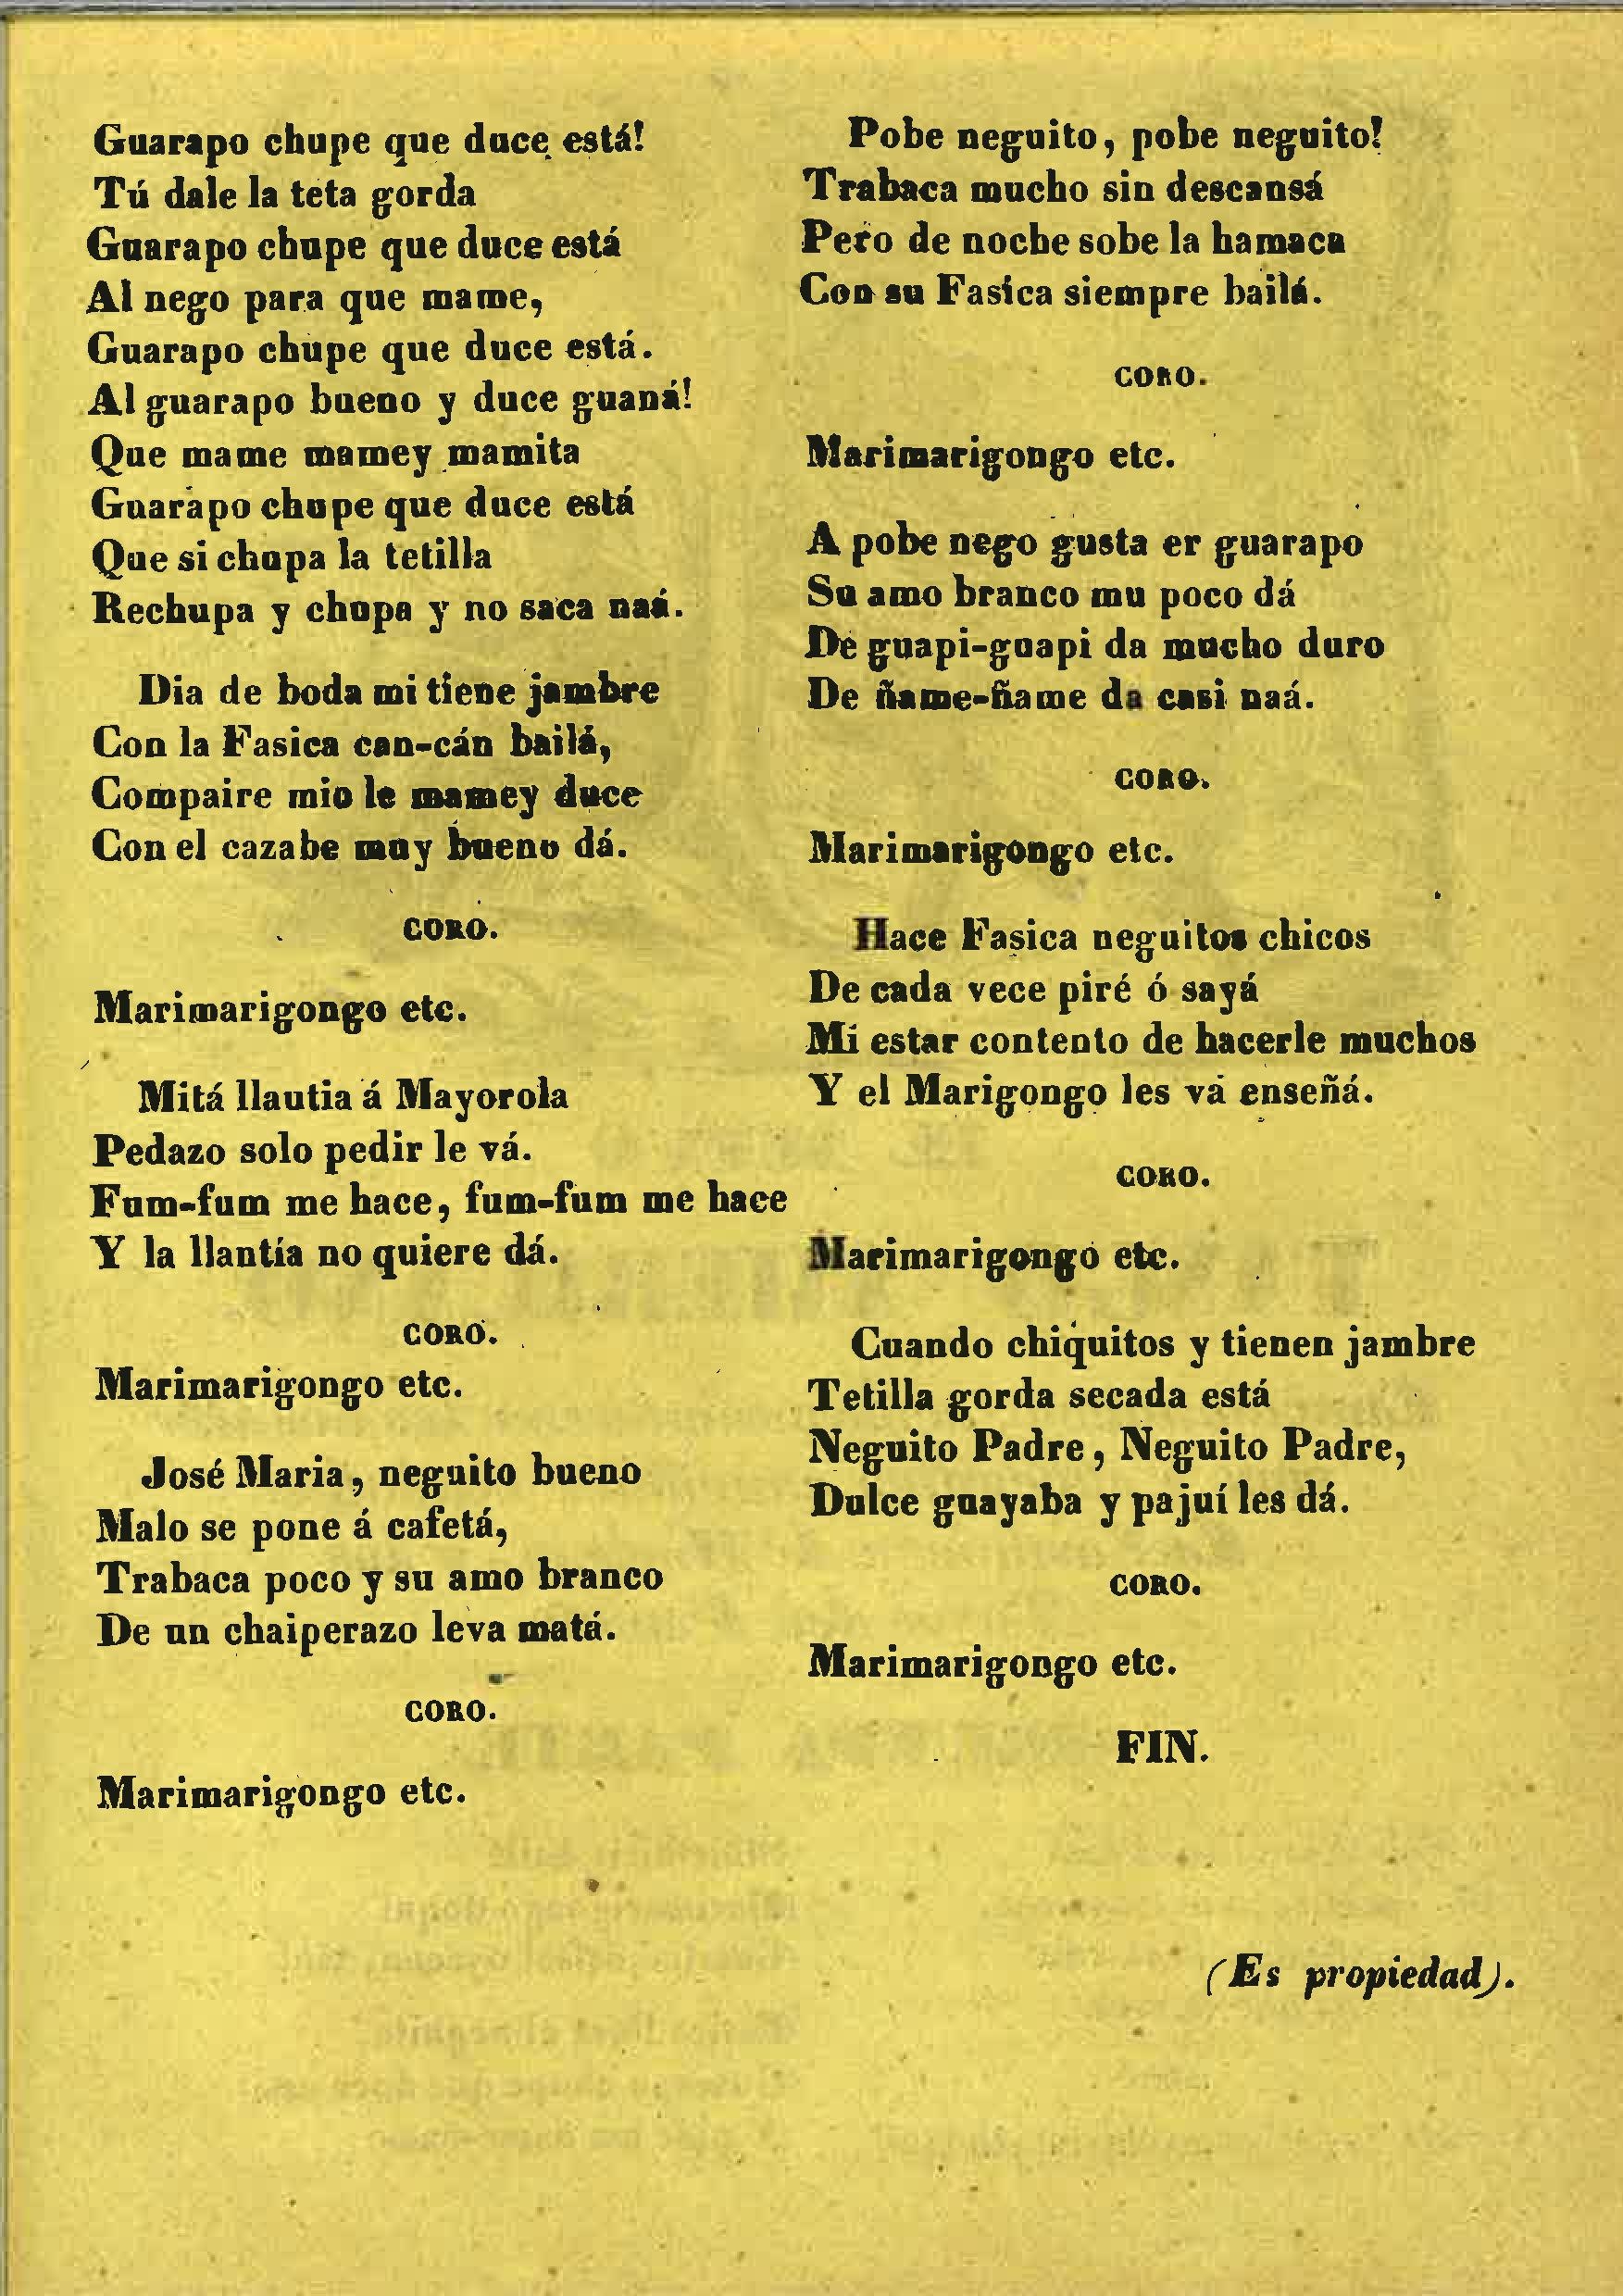 Guarapo chupe que duce está!
Tú dale la teta gorda
Guarapo chupe que duce está
Al nego para que mame,
Guarapo chupe que duce está.
Al guarapo bueno y duce guaná!
Que mame mamey mamita
Guarapo chupe que duce está
Que si chupa la tetilla
Rechupa y chupa y no saca naá.
Dia de boda mi tiene jambre
Con la Fasica can-cán bailá,
Compaire mio le mamey duce
Con el cazabe muy bueno dá.
CORO.
Marimarigongo etc.
Mitá llautia á Mayorola
Pedazo solo pedir le vá.
Fum-fum me hace, fum-fum me hace
Y la llantía no quiere dá.
CORO.
Marimarigongo etc.
José Maria, neguito bueno
Malo se pone á cafetá,
Trabaca poco y su amo branco
De un chaiperazo leva matá.
CORO.
Marimarigongo etc.
Pobe neguito, pobe neguito!
Trabaca mucho sin descansá
Pero de noche sobe la hamaca
Con su Fasica siempre bailá.
CORO.
Marimarigongo etc.
A pobe nego gusta er guarapo
Su amo branco mu poco dá
De guapi-guapi da mucho duro
De ñame-ñame da casi naá.
CORO.
Marimarigongo etc.
Hace Fasica neguitos chicos
De cada vece piré ó sayá
Mi estar contento de hacerle muchos
Y el Marigongo les vá enseñá.
CORO.
Marimarigongo etc.
Cuando chiquitos y tienen jambre
Tetilla gorda secada está
Neguito Padre, Neguito Padre,
Dulce guayaba y pajuí les dá.
CORO.
Marimarigongo etc.
FIN.
(Es propiedad).